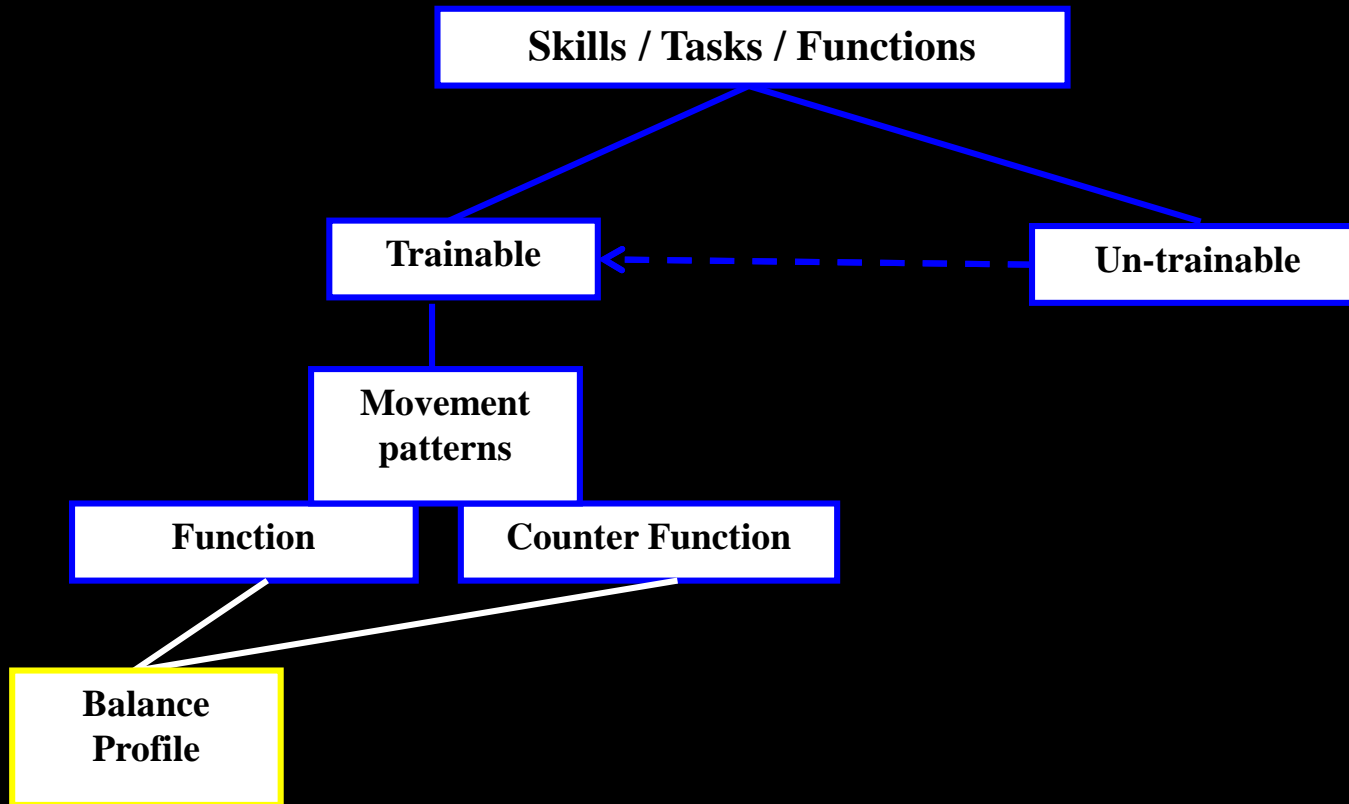 Skills / Tasks / Functions
Trainable
Un-trainable
Movement
patterns
Function
Counter Function
Balance
Profile